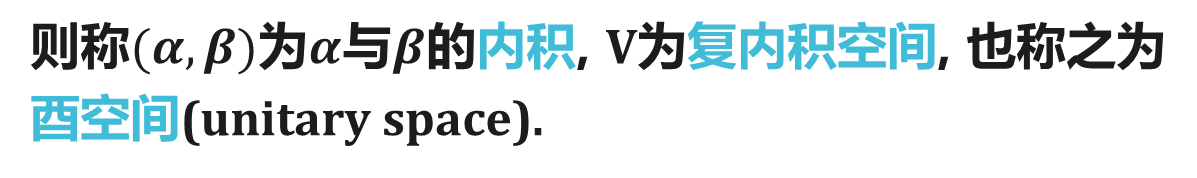 则称(α, β)为α与β的内积, V为复内积空间, 也称之为
酉空间(unitary space).